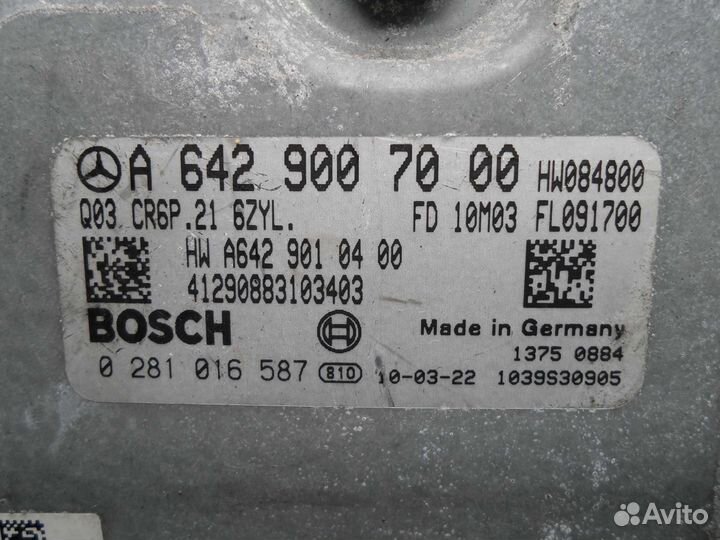 A 642 900 70 00 HW084800
Q03 CR6P.21 6ZYL. FD 10M03 FL091700
HW A642 901 04 00
41290883103403
BOSCH
Made in Germany
1375 0884
0 281 016 587 810 10-03-22 1039S30905
Avito